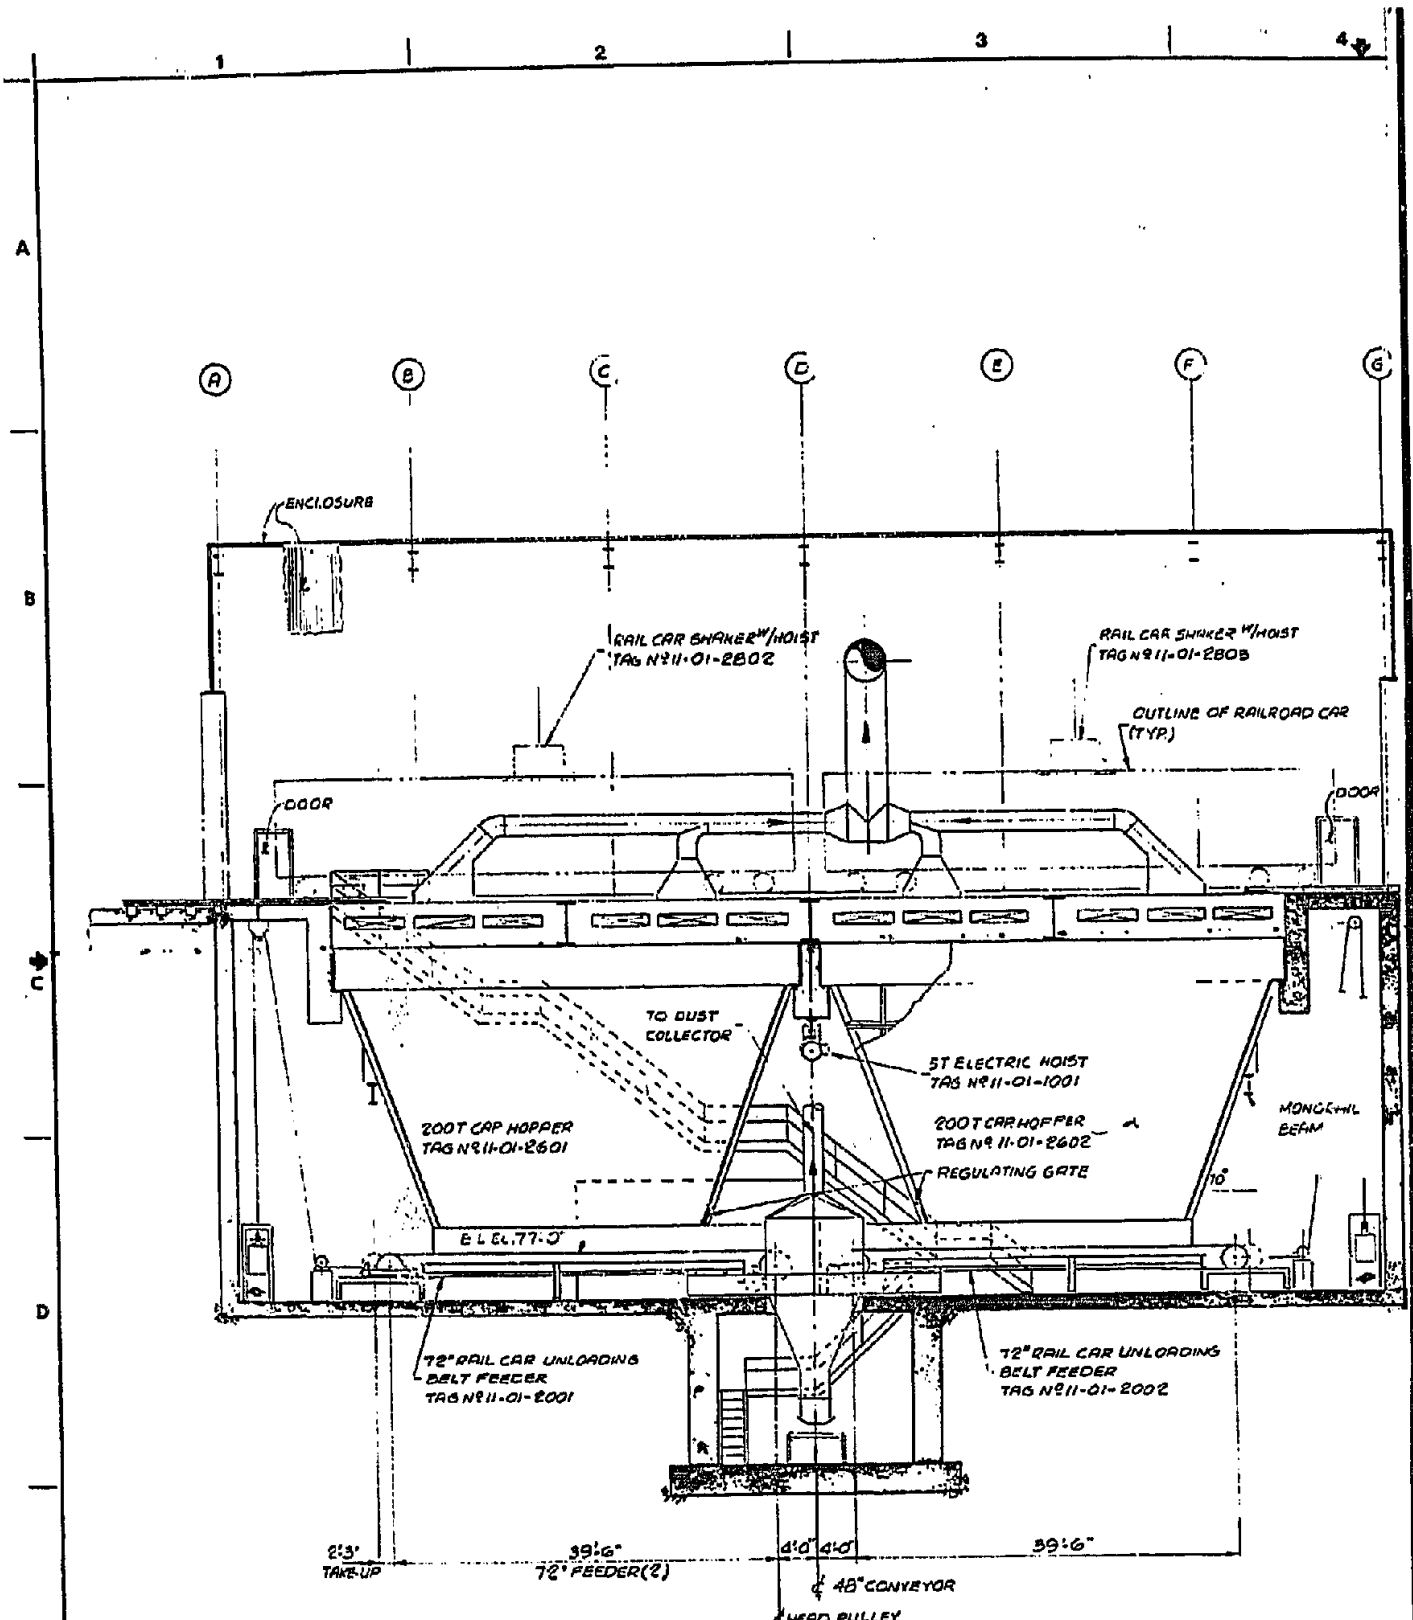 1 2 3 4
A
A B C D E F G
ENCLOSURE
B
RAIL CAR SHAKER W/HOIST
TAG Nº 11-01-2802
RAIL CAR SHAKER W/HOIST
TAG Nº 11-01-2803
OUTLINE OF RAILROAD CAR
(TYP.)
DOOR
DOOR
C
TO DUST
COLLECTOR
5T ELECTRIC HOIST
TAG Nº 11-01-1001
200T CAP HOPPER
TAG Nº 11-01-2601
200T CAP HOPPER
TAG Nº 11-01-2602
BEAM
REGULATING GATE
EL. 77'-0"
D
72" RAIL CAR UNLOADING
BELT FEEDER
TAG Nº 11-01-2001
72" RAIL CAR UNLOADING
BELT FEEDER
TAG Nº 11-01-2002
2'-3" 39'-6" 4'-0" 4'-0" 39'-6"
TAKE-UP 72" FEEDER (2)
℄ 48" CONVEYOR
HEAD PULLEY